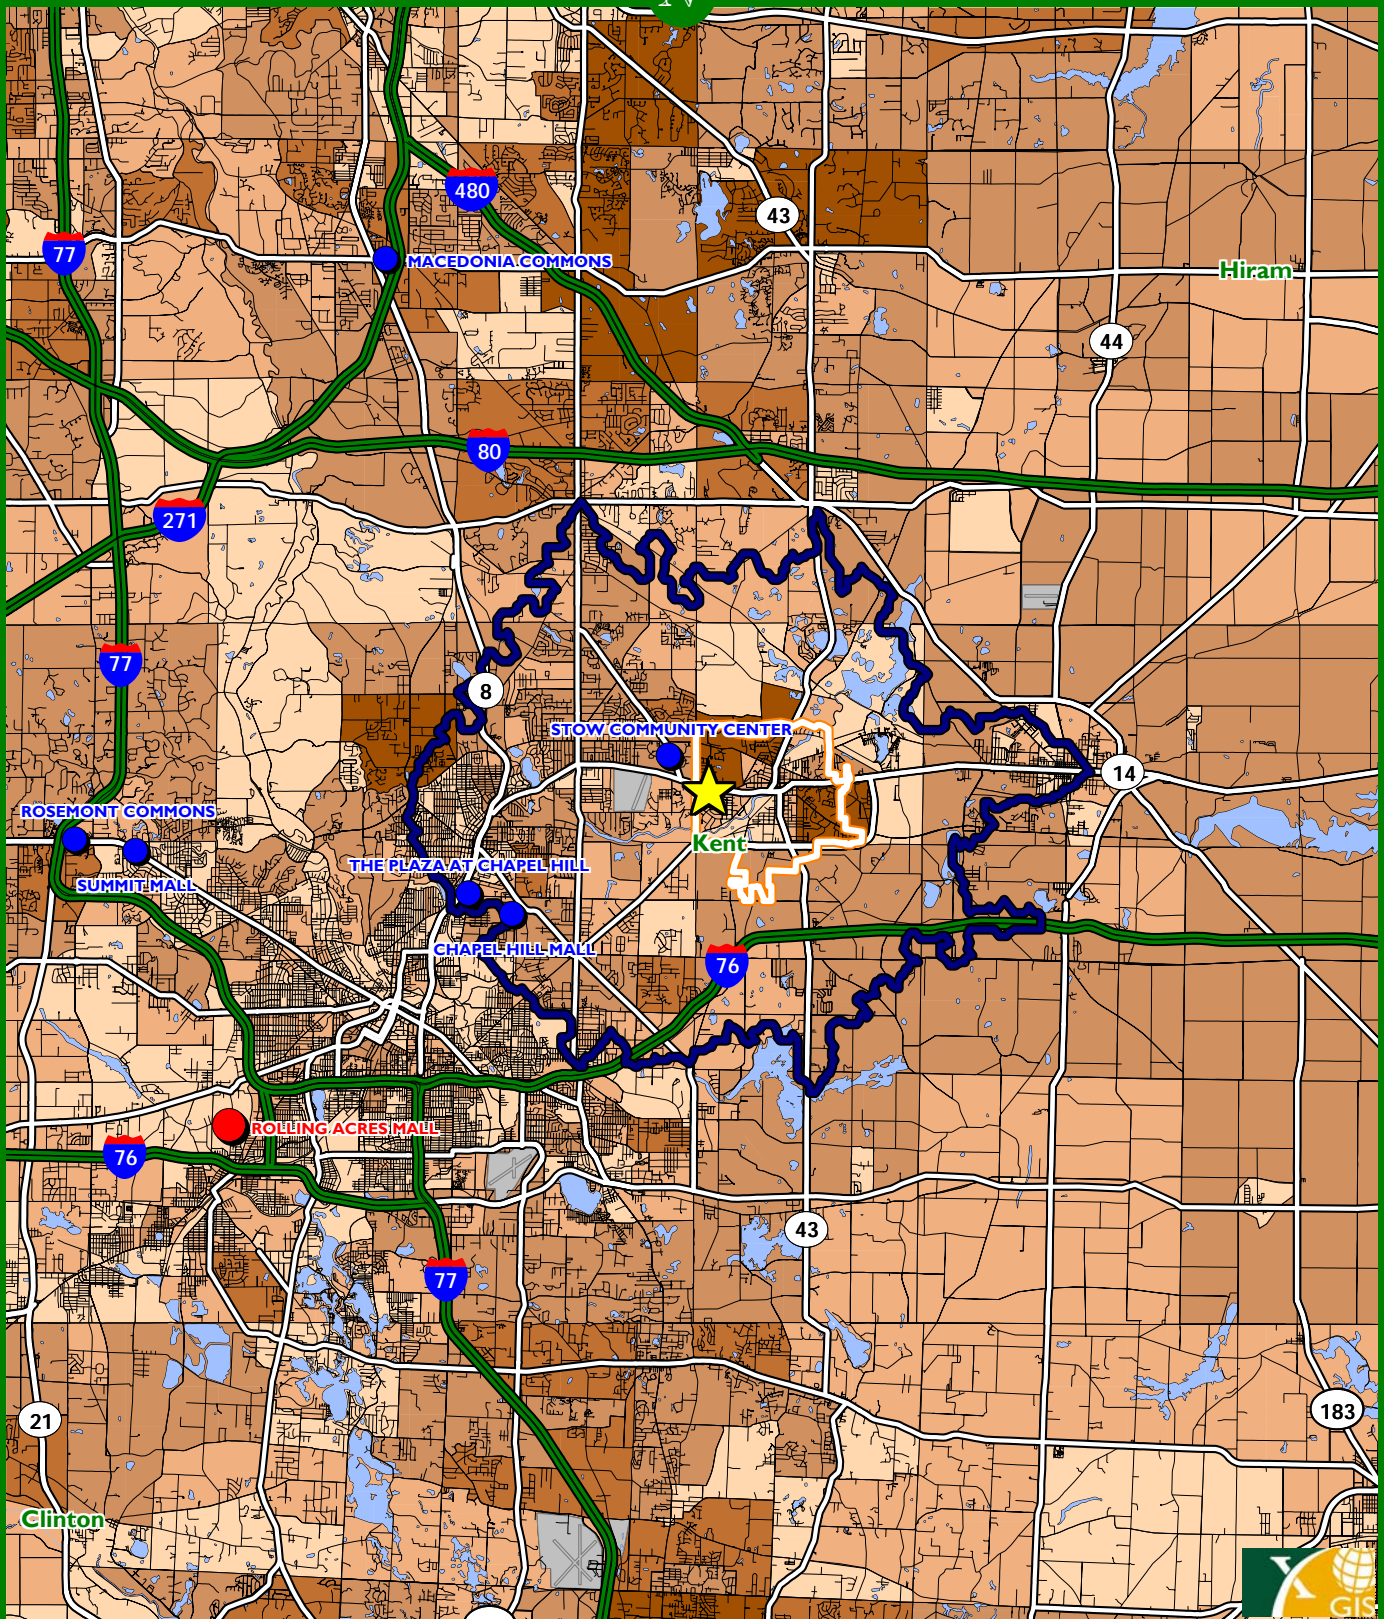 480
43
77
MACEDONIA COMMONS
Hiram
44
80
271
77
8
STOW COMMUNITY CENTER
14
ROSEMONT COMMONS
Kent
THE PLAZA AT CHAPEL HILL
SUMMIT MALL
CHAPEL HILL MALL
76
ROLLING ACRES MALL
76
43
77
21
183
Clinton
X
GIS